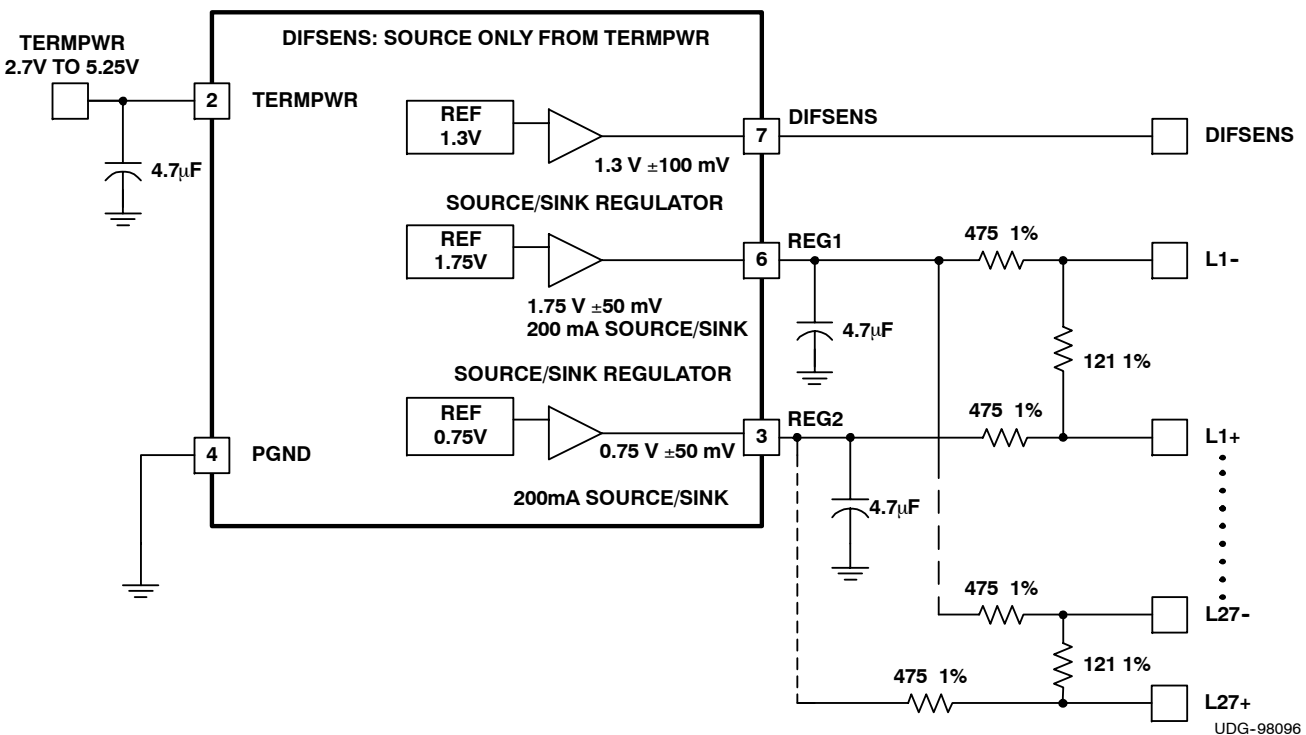 DIFSENS: SOURCE ONLY FROM TERMPWR
TERMPWR
2.7V TO 5.25V
2
TERMPWR
4.7μF
REF
1.3V
7
DIFSENS
DIFSENS
1.3 V ±100 mV
SOURCE/SINK REGULATOR
REF
1.75V
6
REG1
475 1%
L1-
1.75 V ±50 mV
200 mA SOURCE/SINK
4.7μF
121 1%
SOURCE/SINK REGULATOR
REF
0.75V
3
REG2
475 1%
L1+
0.75 V ±50 mV
4
PGND
200mA SOURCE/SINK
4.7μF
475 1%
L27-
121 1%
475 1%
L27+
UDG-98096